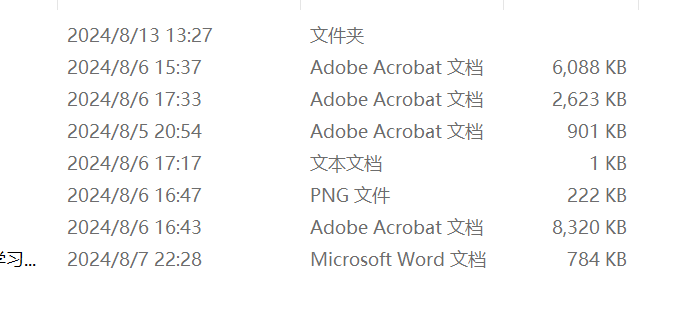 2024/8/13 13:27 文件夹
2024/8/6 15:37 Adobe Acrobat 文档 6,088 KB
2024/8/6 17:33 Adobe Acrobat 文档 2,623 KB
2024/8/5 20:54 Adobe Acrobat 文档 901 KB
2024/8/6 17:17 文本文档 1 KB
2024/8/6 16:47 PNG 文件 222 KB
2024/8/6 16:43 Adobe Acrobat 文档 8,320 KB
学习... 2024/8/7 22:28 Microsoft Word 文档 784 KB